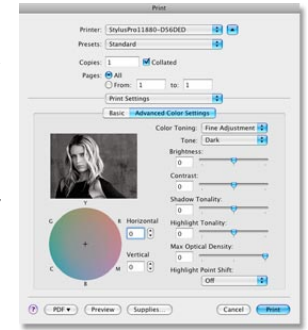 Print
Printer: StylusPro11880-D56DED
Presets: Standard
Copies: 1 Collated
Pages: All
From: 1 to: 1
Print Settings
Basic Advanced Color Settings
Color Toning: Fine Adjustment
Tone: Dark
Brightness:
0
Contrast:
0
Shadow Tonality:
0
Highlight Tonality:
0
Max Optical Density:
0
Highlight Point Shift:
Off
Y
G R
C M
B
Horizontal
0
Vertical
0
? PDF Preview Supplies... Cancel Print